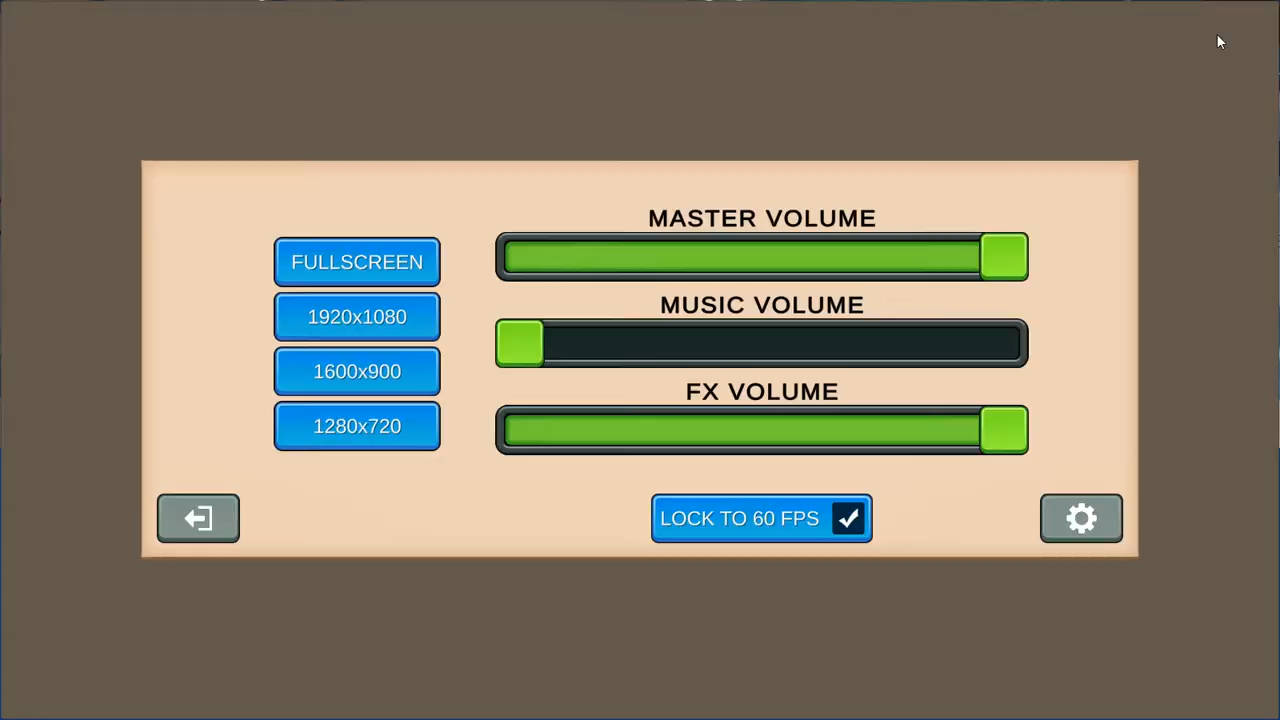 MASTER VOLUME
FULLSCREEN
1920x1080
MUSIC VOLUME
1600x900
FX VOLUME
1280x720
LOCK TO 60 FPS